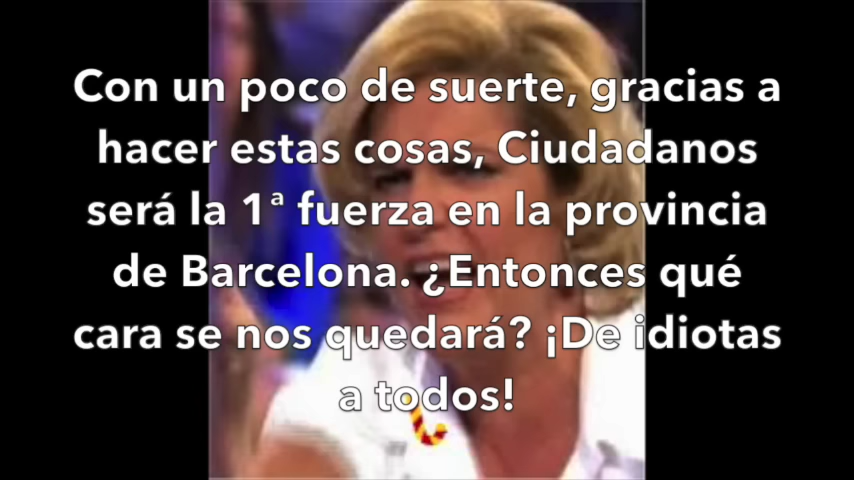 Con un poco de suerte, gracias a
hacer estas cosas, Ciudadanos
será la 1ª fuerza en la provincia
de Barcelona. ¿Entonces qué
cara se nos quedará? ¡De idiotas
a todos!